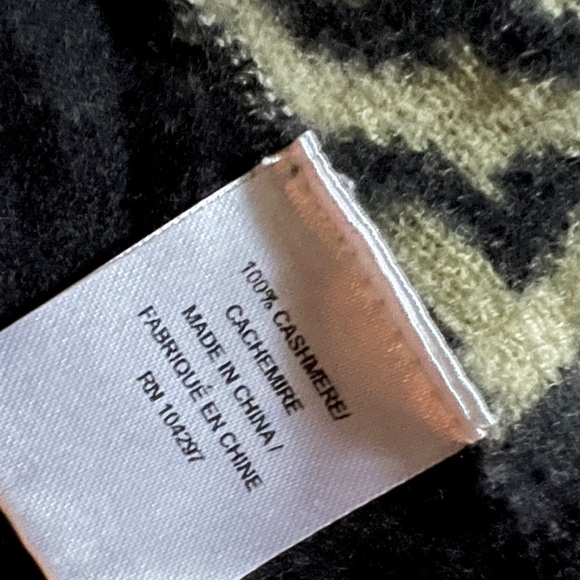 100% CASHMERE/
CACHEMIRE
MADE IN CHINA /
FABRIQUÉ EN CHINE
RN 104297